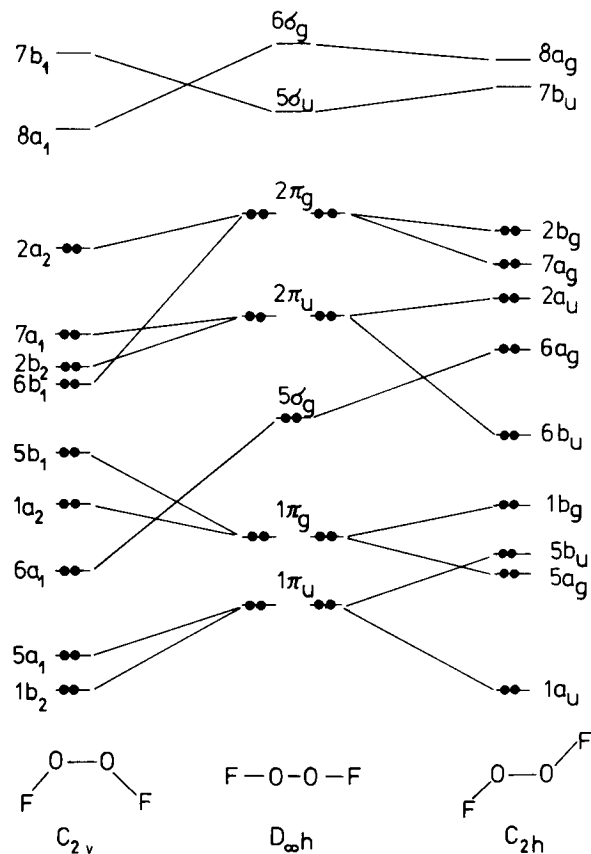 6σg
7b1
8ag
5σu
7bu
8a1
2πg
2a2
2bg
7ag
2πu
2au
7a1
2b2
6b1
6ag
5σg
5b1
6bu
1a2
1πg
1bg
5bu
6a1
5ag
1πu
5a1
1b2
1au
O—O F
F F
F—O—O—F
O—O
F
C2v D∞h C2h